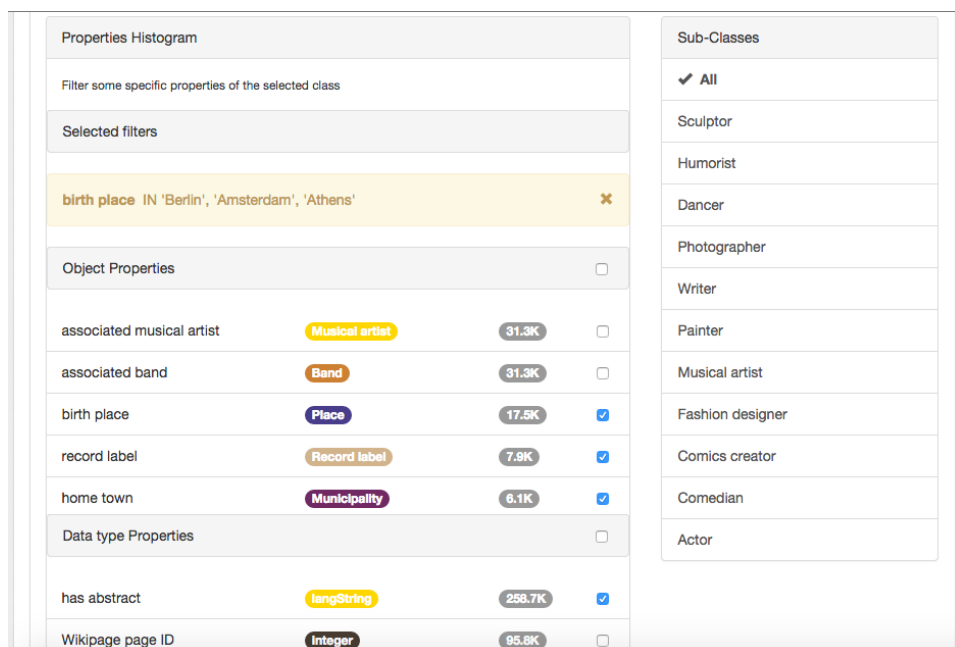 Properties Histogram
Filter some specific properties of the selected class
Selected filters
birth place IN 'Berlin', 'Amsterdam', 'Athens'
Object Properties
associated musical artist Musical artist 31.3K
associated band Band 31.3K
birth place Place 17.5K
record label Record label 7.9K
home town Municipality 6.1K
Data type Properties
has abstract langString 258.7K
Wikipage page ID Integer 95.8K
Sub-Classes
All
Sculptor
Humorist
Dancer
Photographer
Writer
Painter
Musical artist
Fashion designer
Comics creator
Comedian
Actor